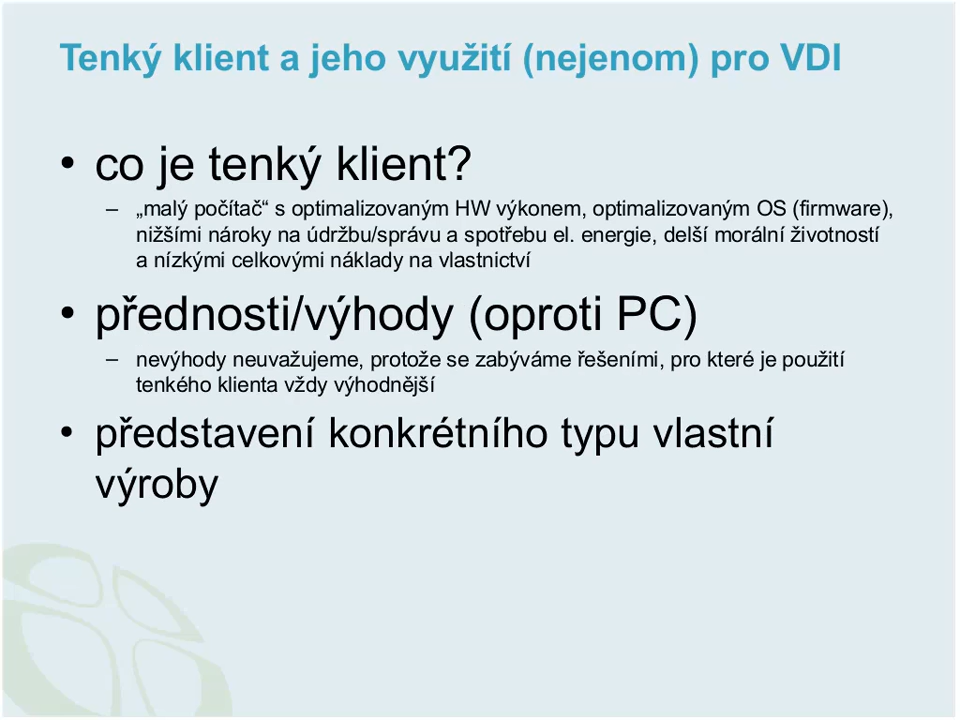 Tenký klient a jeho využití (nejenom) pro VDI
• co je tenký klient?
– „malý počítač“ s optimalizovaným HW výkonem, optimalizovaným OS (firmware),
nižšími nároky na údržbu/správu a spotřebu el. energie, delší morální životností
a nízkými celkovými náklady na vlastnictví
• přednosti/výhody (oproti PC)
– nevýhody neuvažujeme, protože se zabýváme řešeními, pro které je použití
tenkého klienta vždy výhodnější
• představení konkrétního typu vlastní
výroby